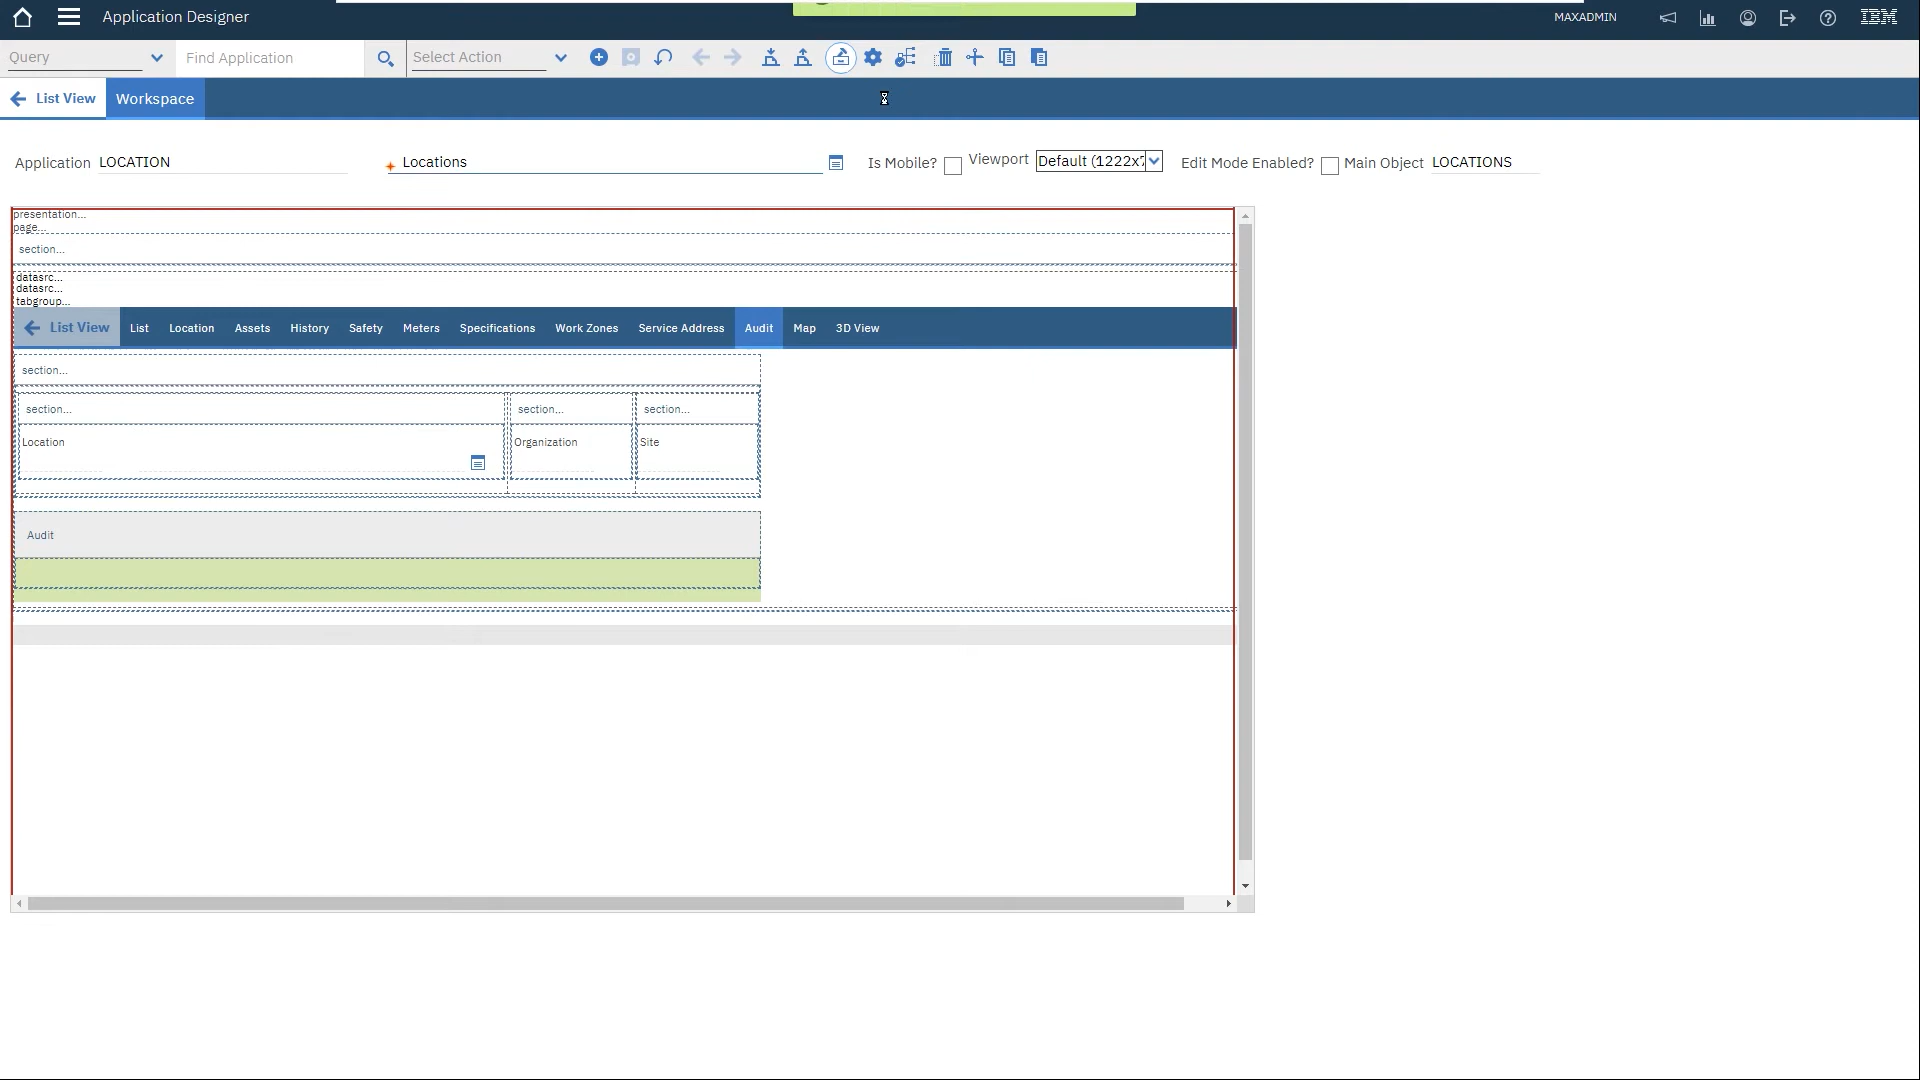 Application Designer
MAXADMIN
IBM
Query
Find Application
Select Action
List View
Workspace
Application LOCATION
Locations
Is Mobile?
Viewport
Default (1222x7
Edit Mode Enabled?
Main Object LOCATIONS
presentation...
page...
section...
datasrc...
datasrc...
tabgroup...
List View List Location Assets History Safety Meters Specifications Work Zones Service Address Audit Map 3D View
section...
section... section... section...
Location Organization Site
Audit